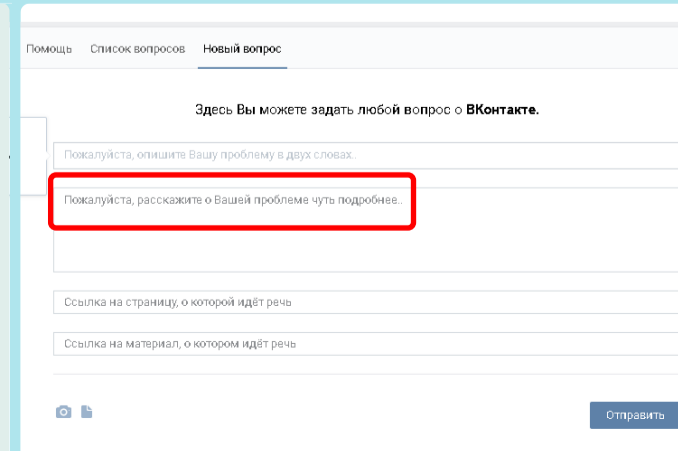 Помощь Список вопросов Новый вопрос
Здесь Вы можете задать любой вопрос о ВКонтакте.
Пожалуйста, опишите Вашу проблему в двух словах..
Пожалуйста, расскажите о Вашей проблеме чуть подробнее..
Ссылка на страницу, о которой идёт речь
Ссылка на материал, о котором идёт речь
Отправить